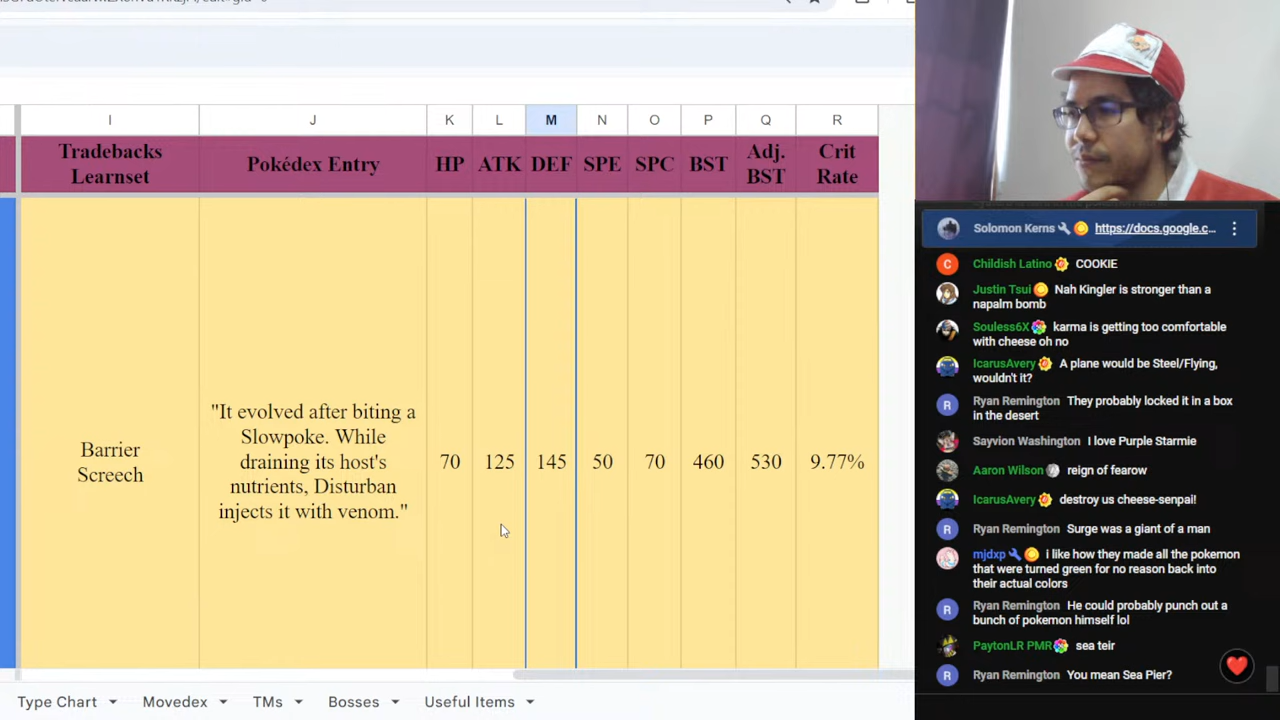 I J K L M N O P Q R
Tradebacks
Learnset
Pokédex Entry
HP ATK DEF SPE SPC BST
Adj.
BST
Crit
Rate
Barrier
Screech
"It evolved after biting a
Slowpoke. While
draining its host's
nutrients, Disturban
injects it with venom."
70 125 145 50 70 460 530 9.77%
Type Chart Movedex TMs Bosses Useful Items
Solomon Kerns https://docs.google.c...
Childish Latino COOKIE
Justin Tsui Nah Kingler is stronger than a
napalm bomb
Souless6X karma is getting too comfortable
with cheese oh no
IcarusAvery A plane would be Steel/Flying,
wouldn't it?
Ryan Remington They probably locked it in a box
in the desert
Sayvion Washington I love Purple Starmie
Aaron Wilson reign of fearow
IcarusAvery destroy us cheese-senpai!
Ryan Remington Surge was a giant of a man
mjdxp i like how they made all the pokemon
that were turned green for no reason back into
their actual colors
Ryan Remington He could probably punch out a
bunch of pokemon himself lol
PaytonLR PMR sea teir
Ryan Remington You mean Sea Pier?